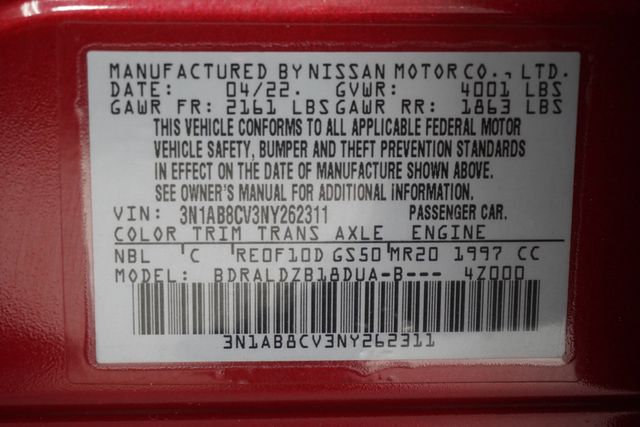 MANUFACTURED BY NISSAN MOTOR CO., LTD.
DATE: 04/22. GVWR: 4001 LBS
GAWR FR: 2161 LBS GAWR RR: 1863 LBS
THIS VEHICLE CONFORMS TO ALL APPLICABLE FEDERAL MOTOR
VEHICLE SAFETY, BUMPER AND THEFT PREVENTION STANDARDS
IN EFFECT ON THE DATE OF MANUFACTURE SHOWN ABOVE.
SEE OWNER'S MANUAL FOR ADDITIONAL INFORMATION.
VIN: 3N1AB8CV3NY262311 PASSENGER CAR.
COLOR TRIM TRANS AXLE ENGINE
NBL C RE0F10D GS50 MR20 1997 CC
MODEL: BDRALDZB18DUA-B--- 4Z000
3N1AB8CV3NY262311